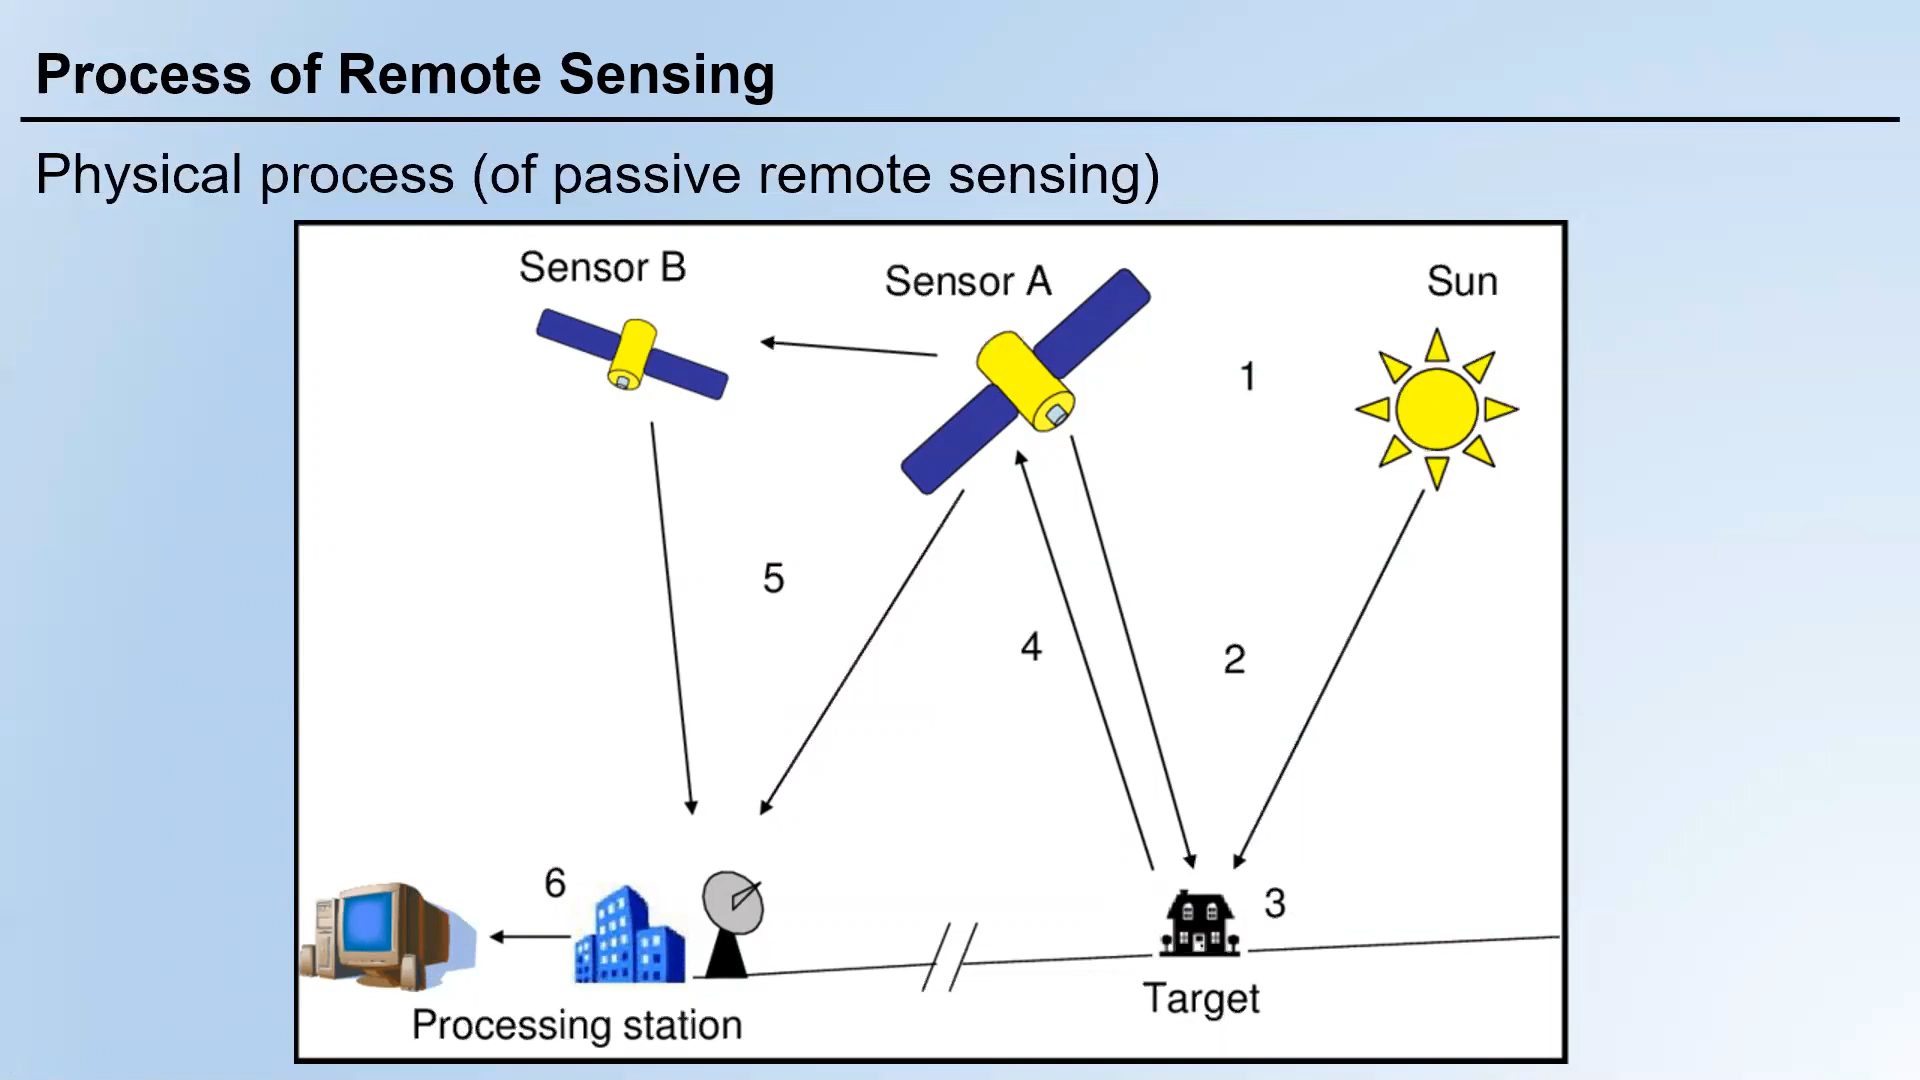 Process of Remote Sensing
Physical process (of passive remote sensing)
Sensor B
Sensor A
Sun
1
5
4
2
6
3
Target
Processing station